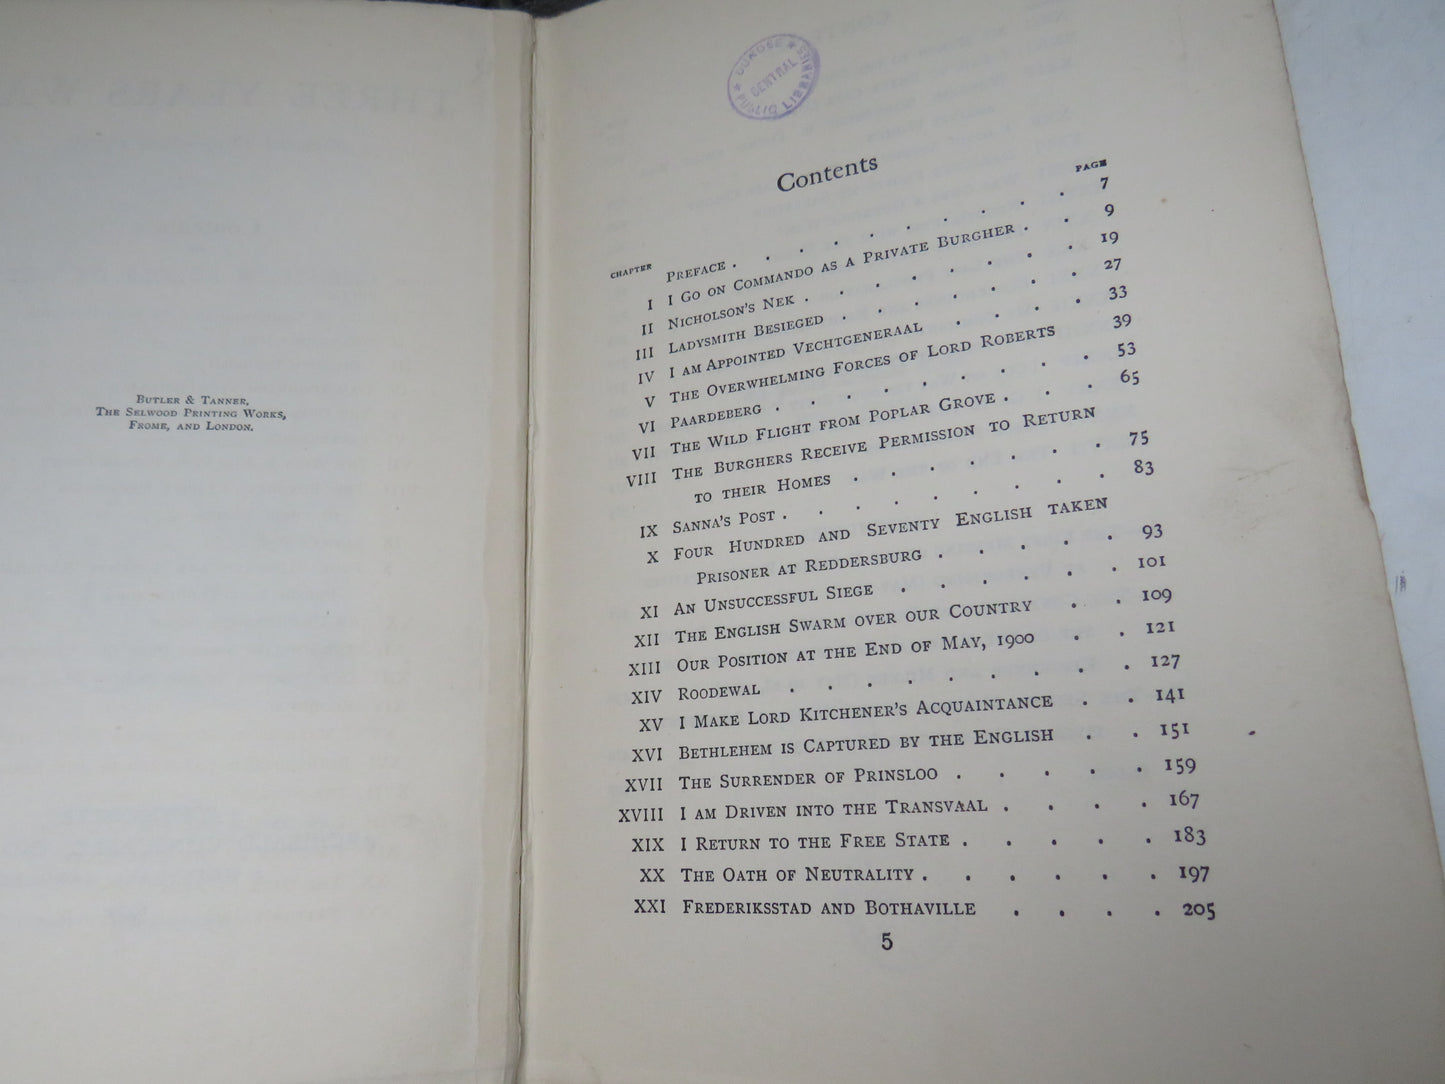 Butler & Tanner,
The Selwood Printing Works,
Frome, and London.
DUNDEE ★ PUBLIC LIBRARIES ★
CENTRAL
Contents
CHAPTER PAGE
Preface . . . . . . . . . 7
I I Go on Commando as a Private Burgher . . 9
II Nicholson's Nek . . . . . . . . 19
III Ladysmith Besieged . . . . . . . 27
IV I am Appointed Vechtgeneraal . . . . 33
V The Overwhelming Forces of Lord Roberts 39
VI Paardeberg . . . . . . . . . 53
VII The Wild Flight from Poplar Grove . . . 65
VIII The Burghers Receive Permission to Return
to their Homes . . . . . . . 75
IX Sanna's Post . . . . . . . . 83
X Four Hundred and Seventy English taken
Prisoner at Reddersburg . . . . . 93
XI An Unsuccessful Siege . . . . . . 101
XII The English Swarm over our Country . . 109
XIII Our Position at the End of May, 1900 . . 121
XIV Roodewal . . . . . . . . . 127
XV I Make Lord Kitchener's Acquaintance . . 141
XVI Bethlehem is Captured by the English . . 151
XVII The Surrender of Prinsloo . . . . . 159
XVIII I am Driven into the Transvaal . . . . 167
XIX I Return to the Free State . . . . . 183
XX The Oath of Neutrality . . . . . . 197
XXI Frederiksstad and Bothaville . . . . 205
5